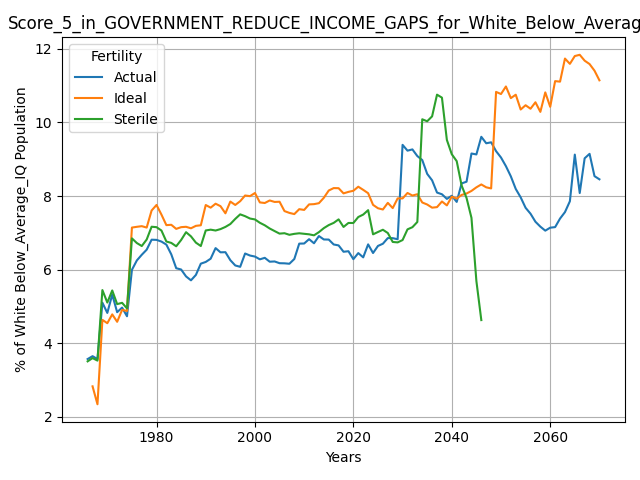 Score_5_in_GOVERNMENT_REDUCE_INCOME_GAPS_for_White_Below_Averag
12
10
8
6
4
2
% of White Below_Average_IQ Population
Fertility
Actual
Ideal
Sterile
1980
2000
2020
2040
2060
Years